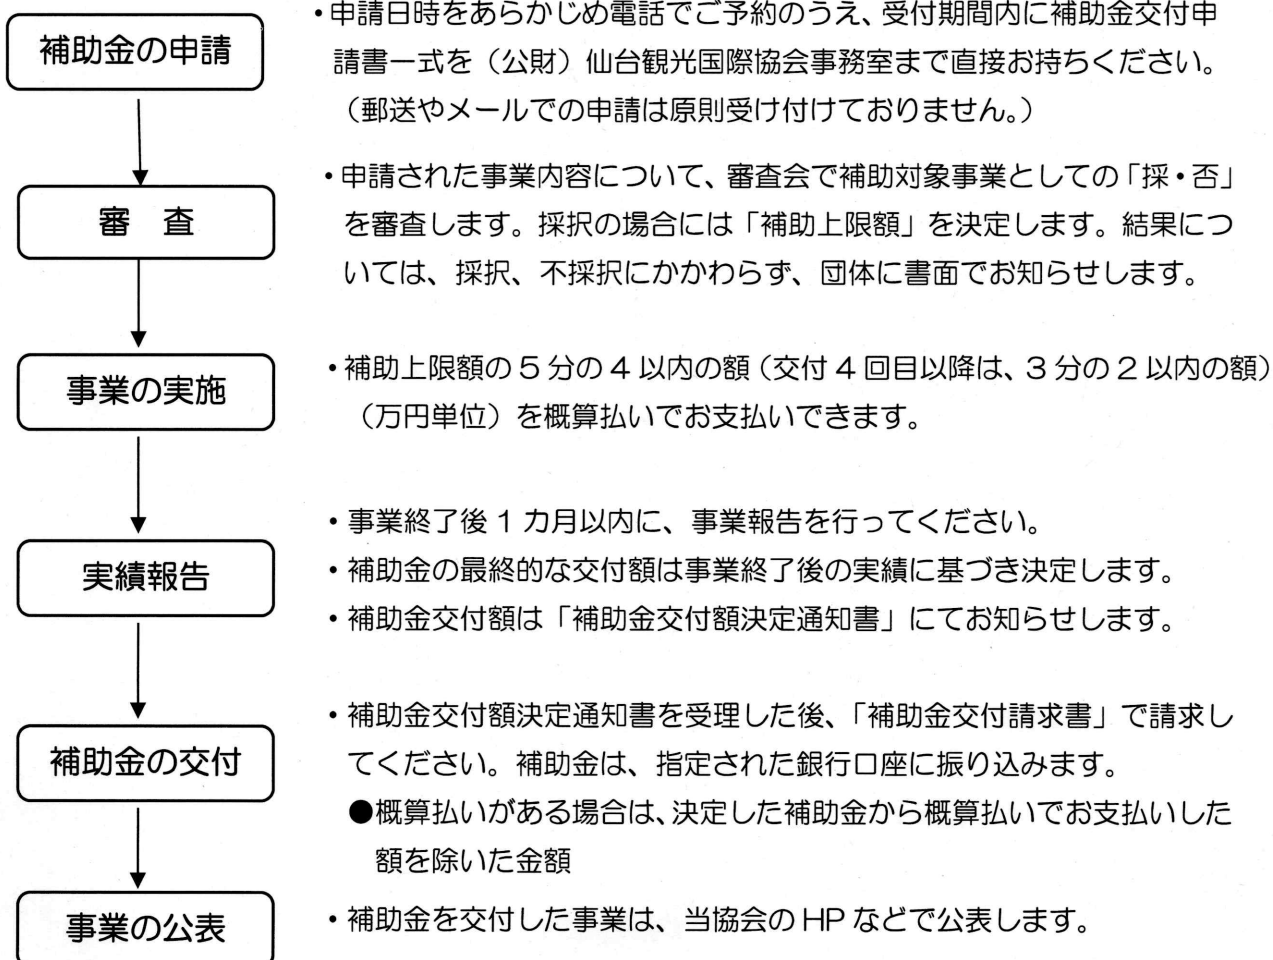 補助金の申請
・申請日時をあらかじめ電話でご予約のうえ、受付期間内に補助金交付申
請書一式を（公財）仙台観光国際協会事務室まで直接お持ちください。
（郵送やメールでの申請は原則受け付けておりません。）
審　査
・申請された事業内容について、審査会で補助対象事業としての「採・否」
を審査します。採択の場合には「補助上限額」を決定します。結果につ
いては、採択、不採択にかかわらず、団体に書面でお知らせします。
事業の実施
・補助上限額の５分の４以内の額（交付４回目以降は、３分の２以内の額）
（万円単位）を概算払いでお支払いできます。
実績報告
・事業終了後１カ月以内に、事業報告を行ってください。
・補助金の最終的な交付額は事業終了後の実績に基づき決定します。
・補助金交付額は「補助金交付額決定通知書」にてお知らせします。
補助金の交付
・補助金交付額決定通知書を受理した後、「補助金交付請求書」で請求し
てください。補助金は、指定された銀行口座に振り込みます。
●概算払いがある場合は、決定した補助金から概算払いでお支払いした
額を除いた金額
事業の公表
・補助金を交付した事業は、当協会のHPなどで公表します。